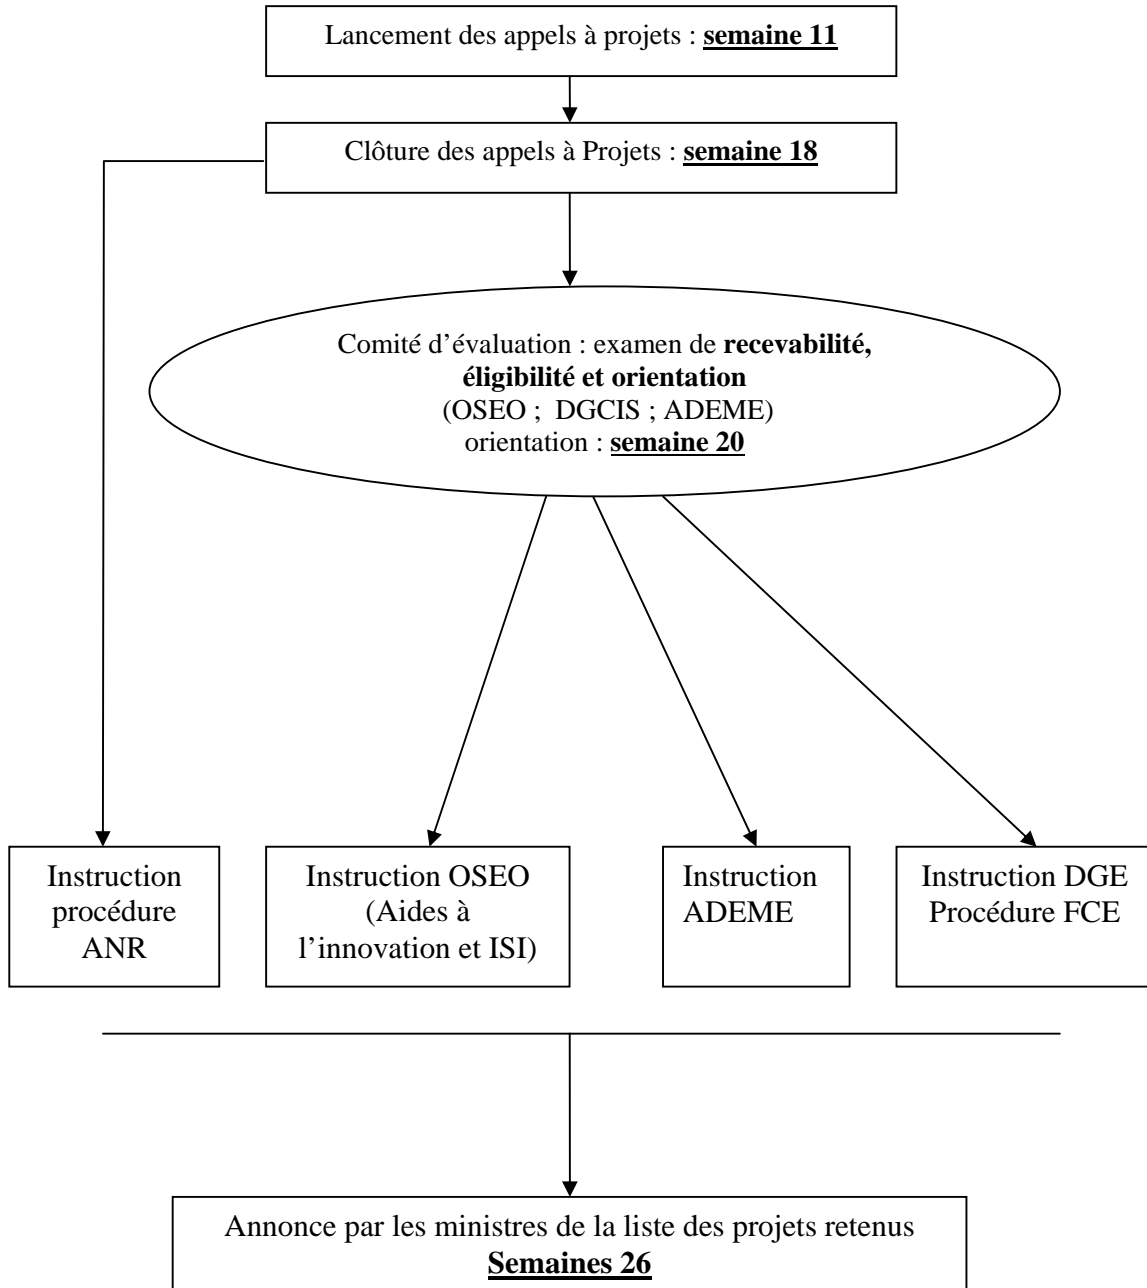 Lancement des appels à projets : semaine 11
Clôture des appels à Projets : semaine 18
Comité d’évaluation : examen de recevabilité,
éligibilité et orientation
(OSEO ; DGCIS ; ADEME)
orientation : semaine 20
Instruction
procédure
ANR
Instruction OSEO
(Aides à
l’innovation et ISI)
Instruction
ADEME
Instruction DGE
Procédure FCE
Annonce par les ministres de la liste des projets retenus
Semaines 26